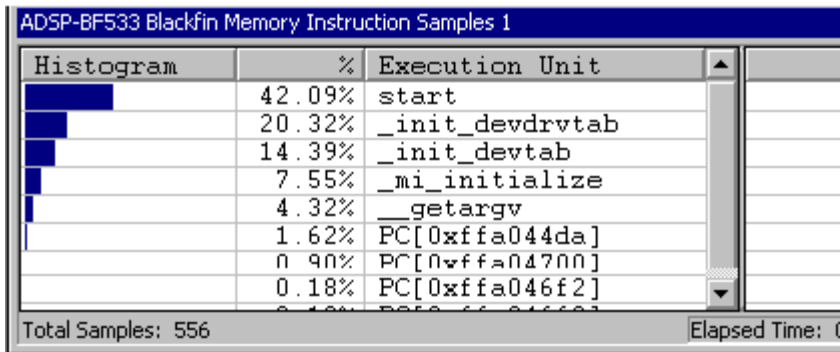 ADSP-BF533 Blackfin Memory Instruction Samples 1
Histogram % Execution Unit
42.09% start
20.32% _init_devdrvtab
14.39% _init_devtab
7.55% _mi_initialize
4.32% __getargv
1.62% PC[0xffa044da]
0.90% PC[0xffa04700]
0.18% PC[0xffa046f2]
Total Samples: 556 Elapsed Time: